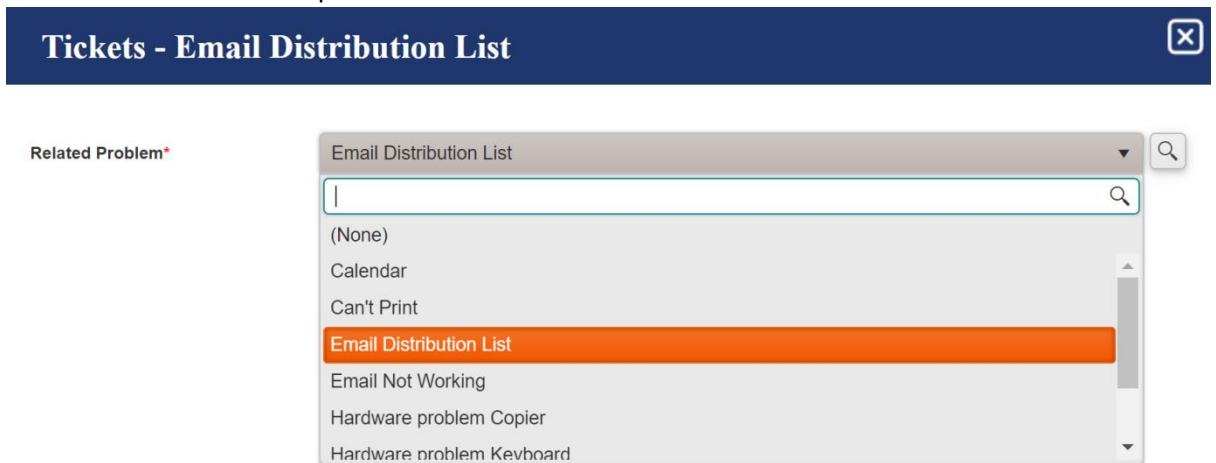 Tickets - Email Distribution List
Related Problem*
Email Distribution List
(None)
Calendar
Can't Print
Email Distribution List
Email Not Working
Hardware problem Copier
Hardware problem Keyboard